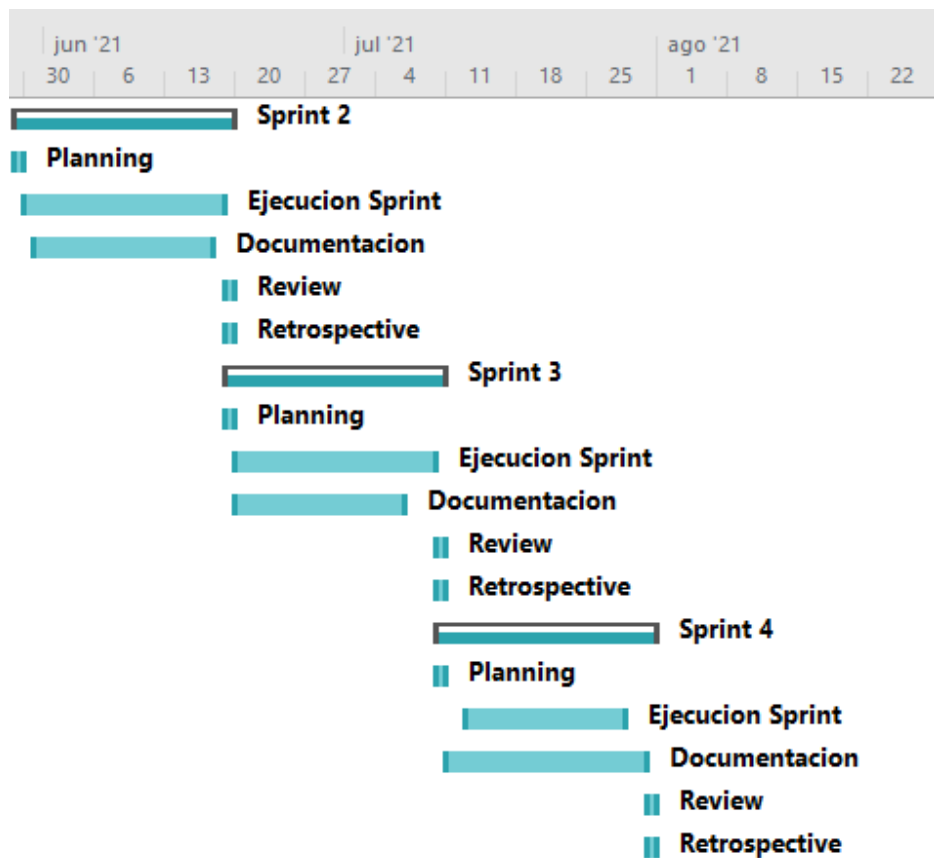 jun '21 jul '21 ago '21
30 6 13 20 27 4 11 18 25 1 8 15 22
Sprint 2
Planning
Ejecucion Sprint
Documentacion
Review
Retrospective
Sprint 3
Planning
Ejecucion Sprint
Documentacion
Review
Retrospective
Sprint 4
Planning
Ejecucion Sprint
Documentacion
Review
Retrospective